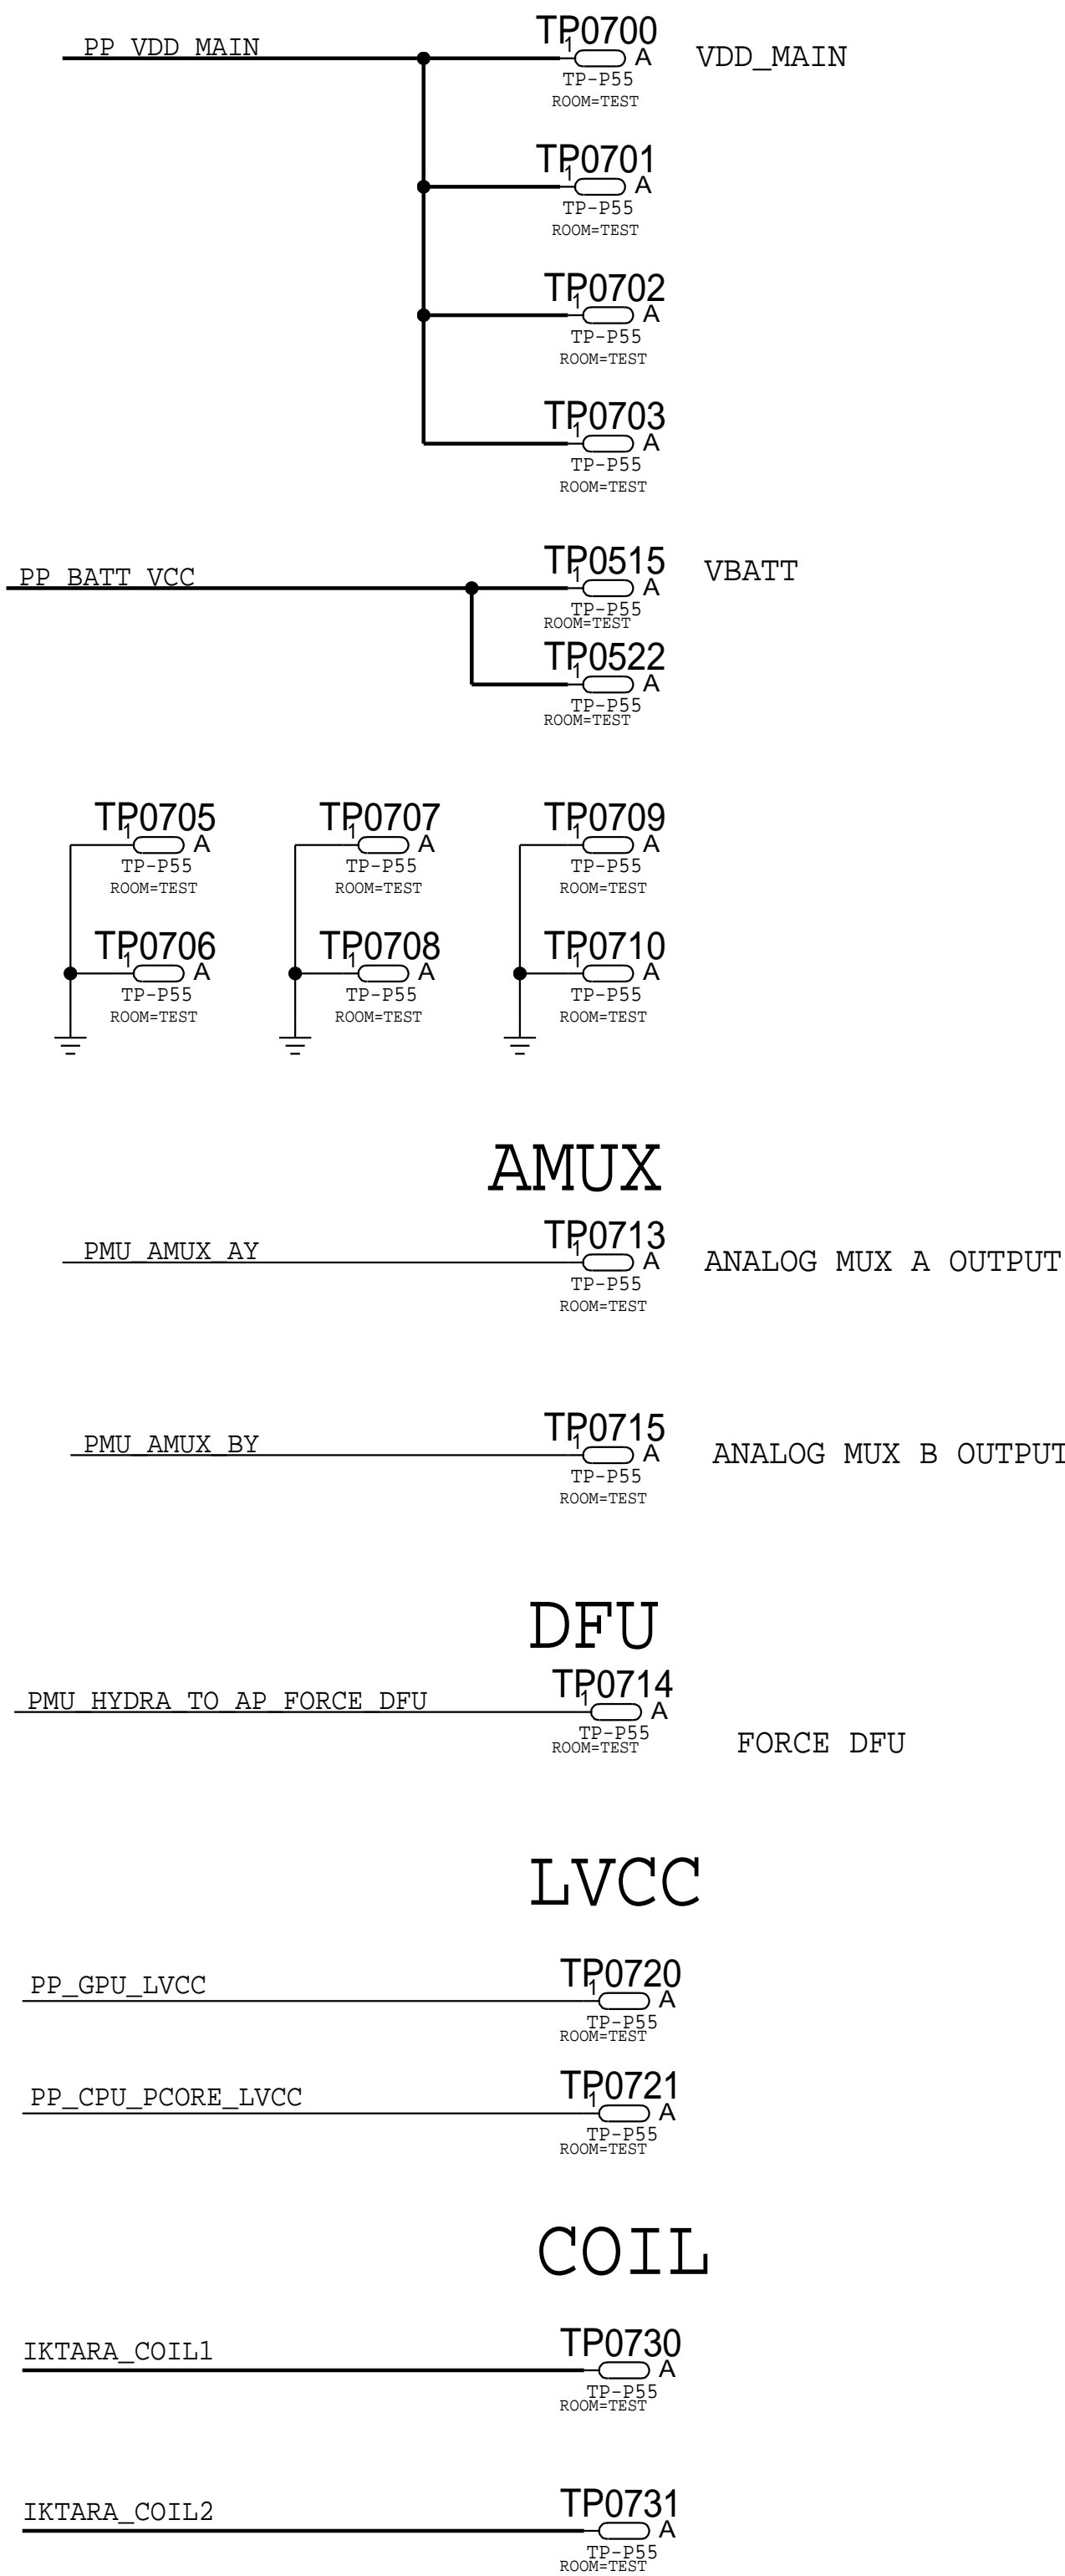 TP0700
PP_VDD_MAIN
1
A
VDD_MAIN
TP-P55
ROOM=TEST
TP0701
1
A
TP-P55
ROOM=TEST
TP0702
1
A
TP-P55
ROOM=TEST
TP0703
1
A
TP-P55
ROOM=TEST
TP0515
PP_BATT_VCC
1
A
VBATT
TP-P55
ROOM=TEST
TP0522
1
A
TP-P55
ROOM=TEST
TP0705
1
A
TP-P55
ROOM=TEST
TP0707
1
A
TP-P55
ROOM=TEST
TP0709
1
A
TP-P55
ROOM=TEST
TP0706
1
A
TP-P55
ROOM=TEST
TP0708
1
A
TP-P55
ROOM=TEST
TP0710
1
A
TP-P55
ROOM=TEST
AMUX
TP0713
PMU_AMUX_AY
1
A
ANALOG MUX A OUTPUT
TP-P55
ROOM=TEST
TP0715
PMU_AMUX_BY
1
A
ANALOG MUX B OUTPUT
TP-P55
ROOM=TEST
DFU
TP0714
PMU_HYDRA_TO_AP_FORCE_DFU
1
A
TP-P55
ROOM=TEST
FORCE DFU
LVCC
TP0720
PP_GPU_LVCC
1
A
TP-P55
ROOM=TEST
TP0721
PP_CPU_PCORE_LVCC
1
A
TP-P55
ROOM=TEST
COIL
TP0730
IKTARA_COIL1
1
A
TP-P55
ROOM=TEST
TP0731
IKTARA_COIL2
1
A
TP-P55
ROOM=TEST